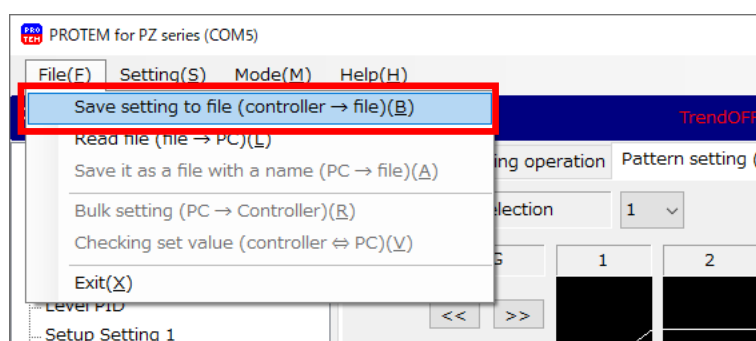 PRO TEM PROTEM for PZ series (COM5)
File(F) Setting(S) Mode(M) Help(H)
Save setting to file (controller → file)(B)
TrendOFF
Read file (file → PC)(L)
ing operation Pattern setting (
Save it as a file with a name (PC → file)(A)
Bulk setting (PC → Controller)(R)
election 1
Checking set value (controller ⇔ PC)(V)
G 1 2
Exit(X)
Level PID
<< >>
Setup Setting 1